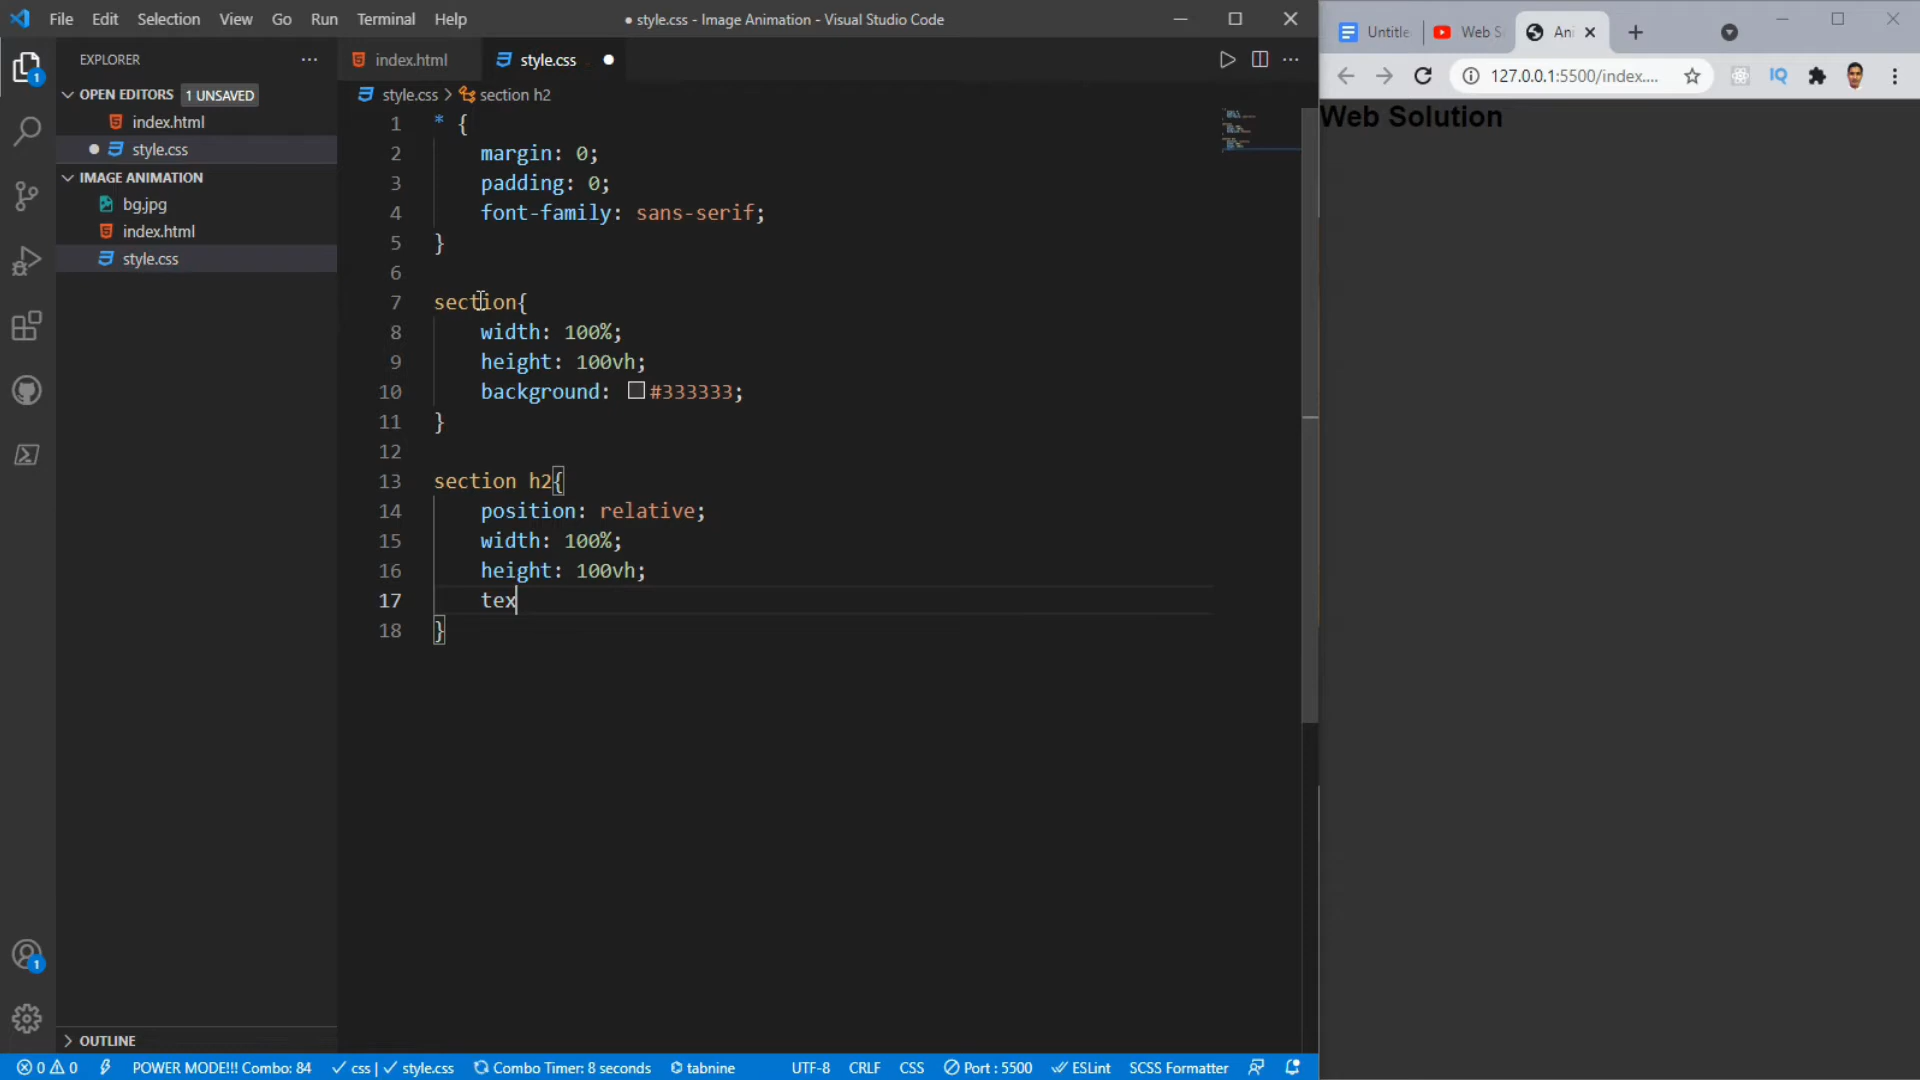 File Edit Selection View Go Run Terminal Help
● style.css - Image Animation - Visual Studio Code
Untitle
Web S
Ani
127.0.0.1:5500/index....
EXPLORER
OPEN EDITORS 1 UNSAVED
index.html
style.css
IMAGE ANIMATION
bg.jpg
index.html
style.css
OUTLINE
1
1
index.html
style.css
style.css > section h2
1 * {
2 margin: 0;
3 padding: 0;
4 font-family: sans-serif;
5 }
6
7 section{
8 width: 100%;
9 height: 100vh;
10 background: #333333;
11 }
12
13 section h2{
14 position: relative;
15 width: 100%;
16 height: 100vh;
17 tex
18 }
Web Solution
0 0 POWER MODE!!! Combo: 84 css | style.css Combo Timer: 8 seconds tabnine UTF-8 CRLF CSS Port : 5500 ESLint SCSS Formatter